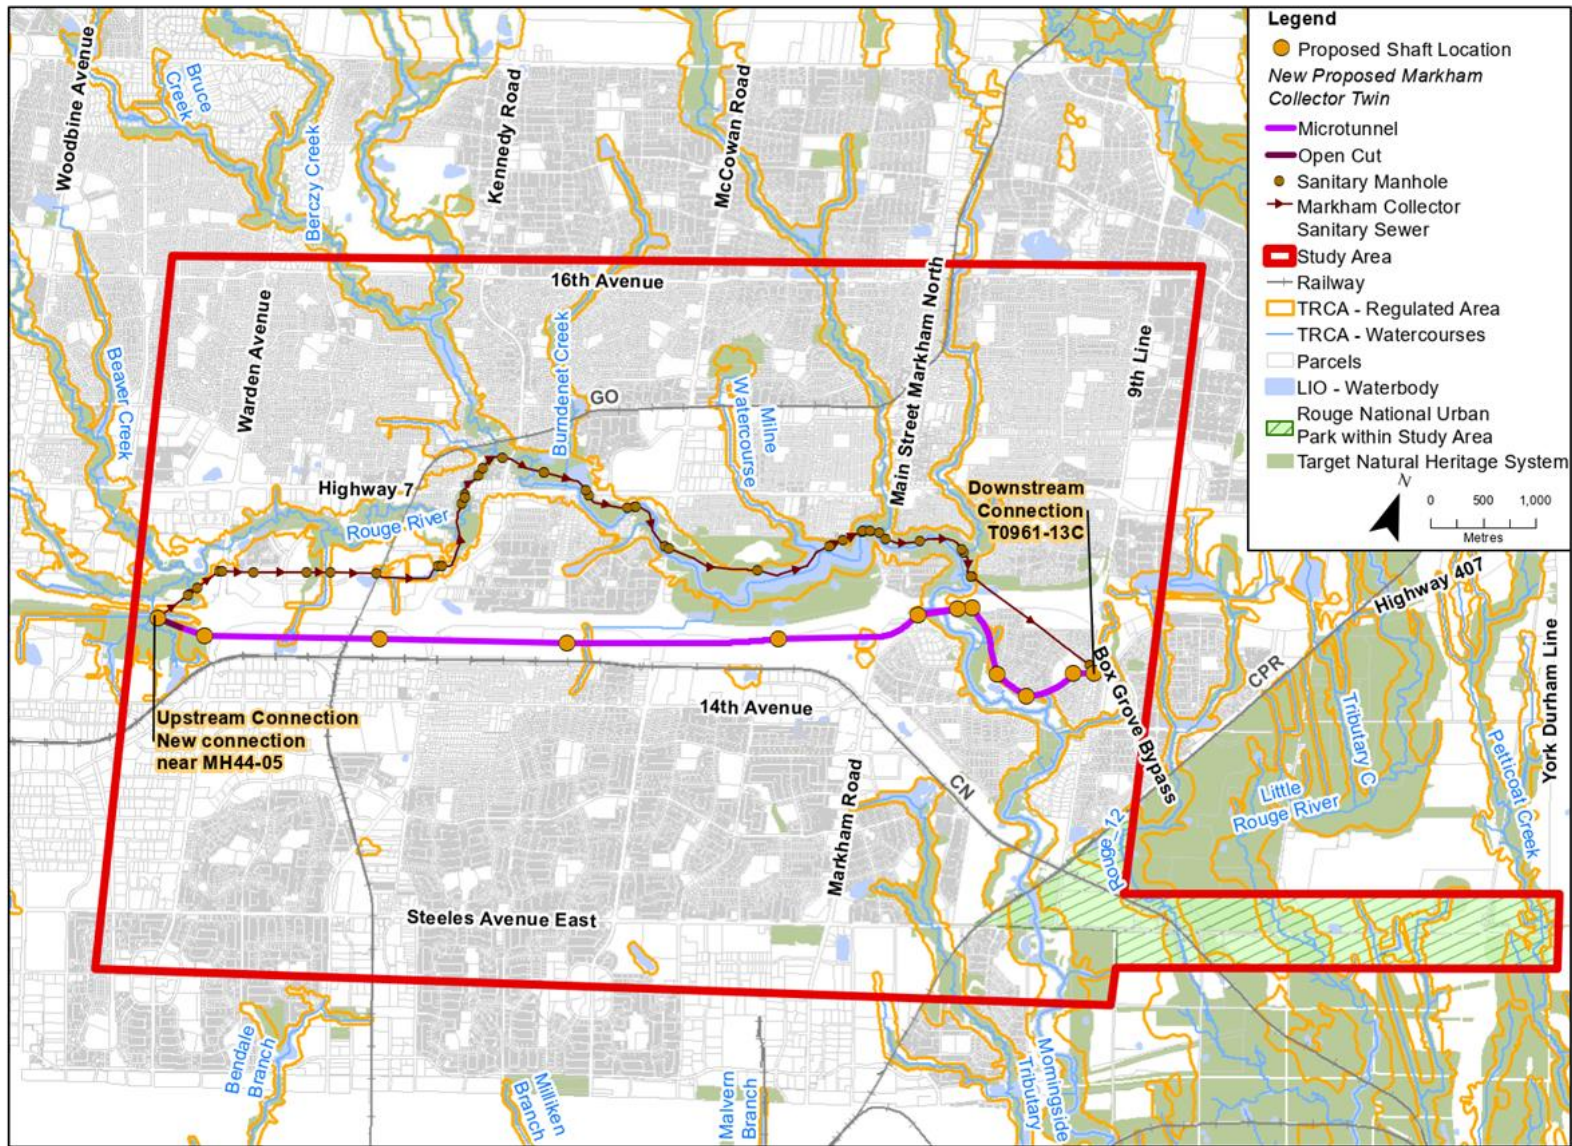 Woodbine Avenue
Bruce
Creek
Berczy Creek
Kennedy Road
McCowan Road
Legend
Proposed Shaft Location
New Proposed Markham
Collector Twin
Microtunnel
Open Cut
Sanitary Manhole
Markham Collector
Sanitary Sewer
Study Area
Railway
TRCA - Regulated Area
TRCA - Watercourses
Parcels
LIO - Waterbody
Rouge National Urban
Park within Study Area
Target Natural Heritage System
N
0 500 1,000
Metres
16th Avenue
Beaver Creek
Warden Avenue
Burndenet Creek
GO
Milne
Watercourse
Main Street Markham North
9th Line
Highway 7
Rouge River
Downstream
Connection
T0961-13C
Highway 407
Upstream Connection
New connection
near MH44-05
14th Avenue
Box Grove Bypass
CPR
CN
Markham Road
Tributary C
Little
Rouge River
Petticoat Creek
York Durham Line
Rouge-12
Steeles Avenue East
Bendale
Branch
Milliken
Branch
Malvern
Branch
Morningside
Tributary